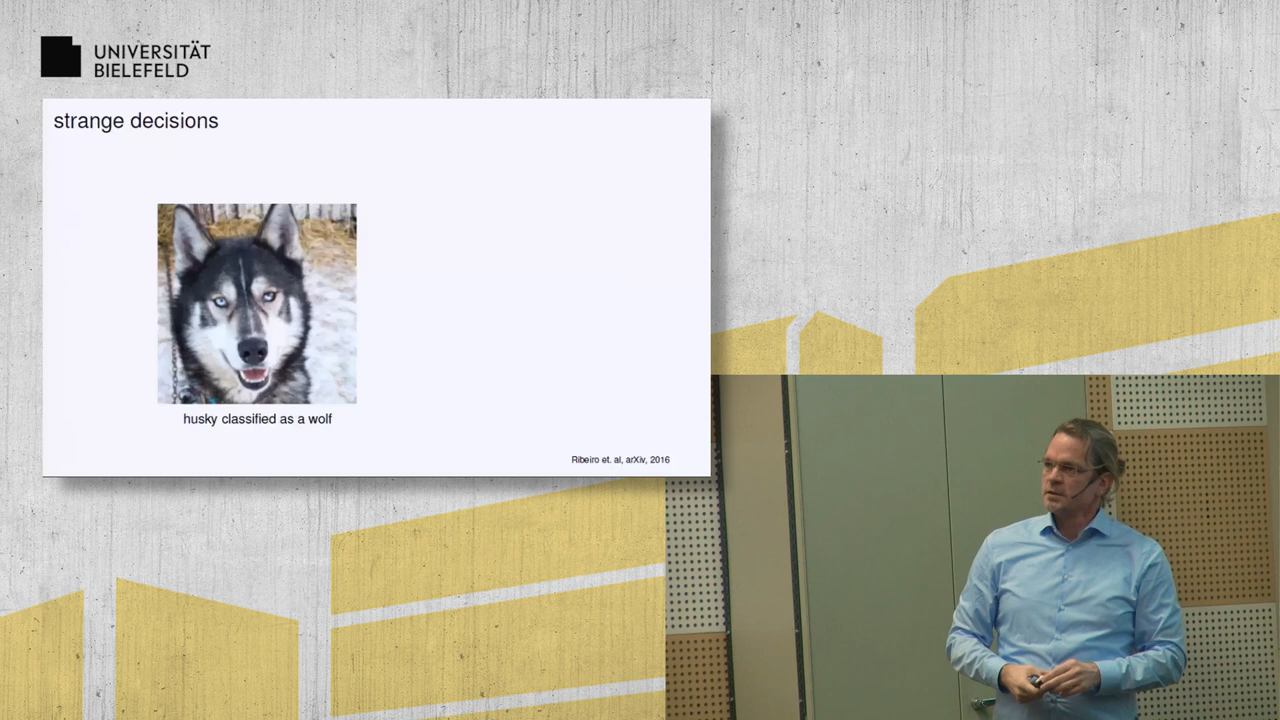 UNIVERSITÄT
BIELEFELD
strange decisions
husky classified as a wolf
Ribeiro et. al, arXiv, 2016